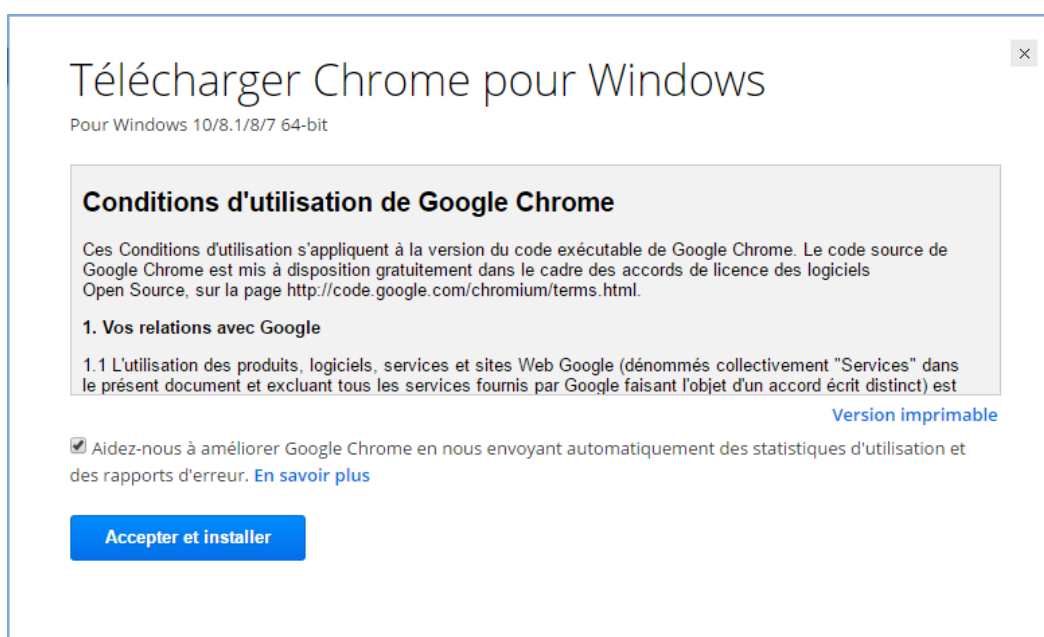 Télécharger Chrome pour Windows
Pour Windows 10/8.1/8/7 64-bit
Conditions d'utilisation de Google Chrome
Ces Conditions d'utilisation s'appliquent à la version du code exécutable de Google Chrome. Le code source de
Google Chrome est mis à disposition gratuitement dans le cadre des accords de licence des logiciels
Open Source, sur la page http://code.google.com/chromium/terms.html.
1. Vos relations avec Google
1.1 L'utilisation des produits, logiciels, services et sites Web Google (dénommés collectivement "Services" dans
le présent document et excluant tous les services fournis par Google faisant l'objet d'un accord écrit distinct) est
Version imprimable
Aidez-nous à améliorer Google Chrome en nous envoyant automatiquement des statistiques d'utilisation et
des rapports d'erreur. En savoir plus
Accepter et installer